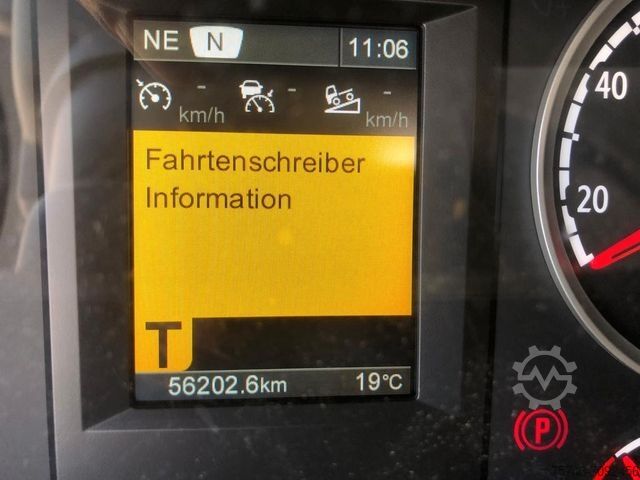 NE N 11:06
- - -
km/h km/h
40
Fahrtenschreiber
Information
20
T
56202.6km 19°C
P